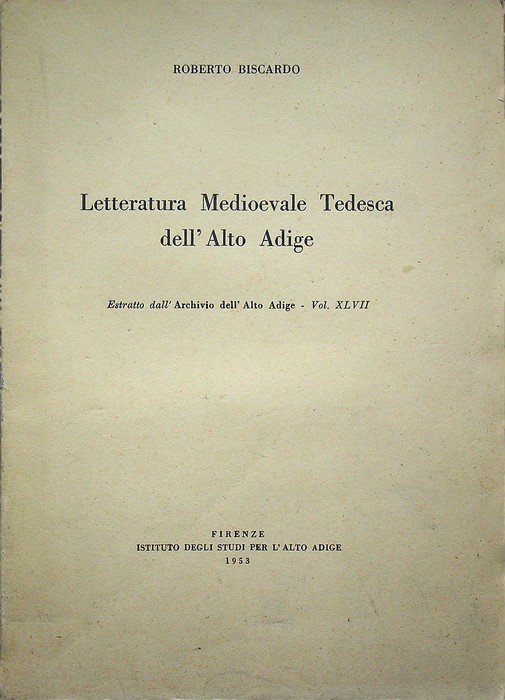 ROBERTO BISCARDO
Letteratura Medioevale Tedesca
dell' Alto Adige
Estratto dall' Archivio dell' Alto Adige - Vol. XLVII
FIRENZE
ISTITUTO DEGLI STUDI PER L' ALTO ADIGE
1953